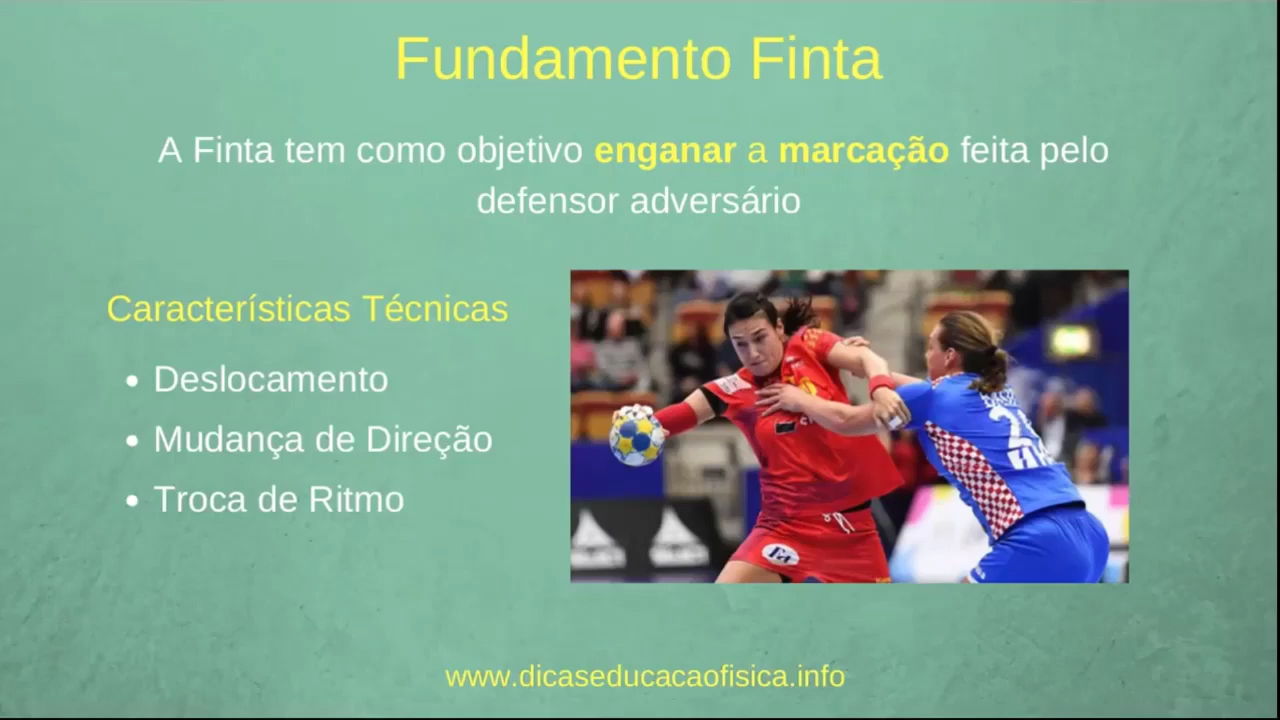 Fundamento Finta
A Finta tem como objetivo enganar a marcação feita pelo
defensor adversário
Características Técnicas
• Deslocamento
• Mudança de Direção
• Troca de Ritmo
www.dicaseducacaofisica.info